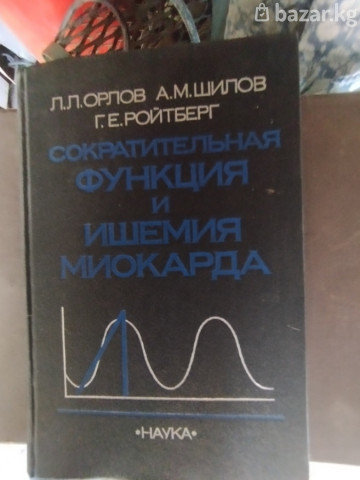 bazar.kg
Л.Л.ОРЛОВ А.М.ШИЛОВ
Г.Е.РОЙТБЕРГ
СОКРАТИТЕЛЬНАЯ
ФУНКЦИЯ
И
ИШЕМИЯ
МИОКАРДА
•НАУКА•